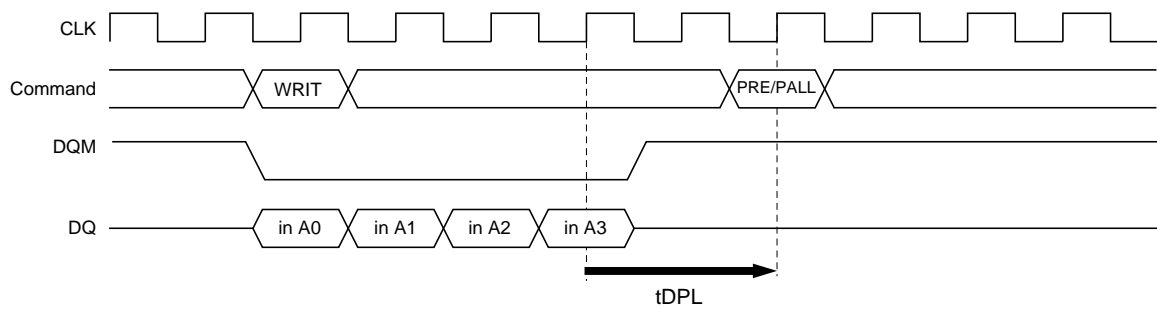 CLK
Command
WRIT
PRE/PALL
DQM
DQ
in A0
in A1
in A2
in A3
tDPL